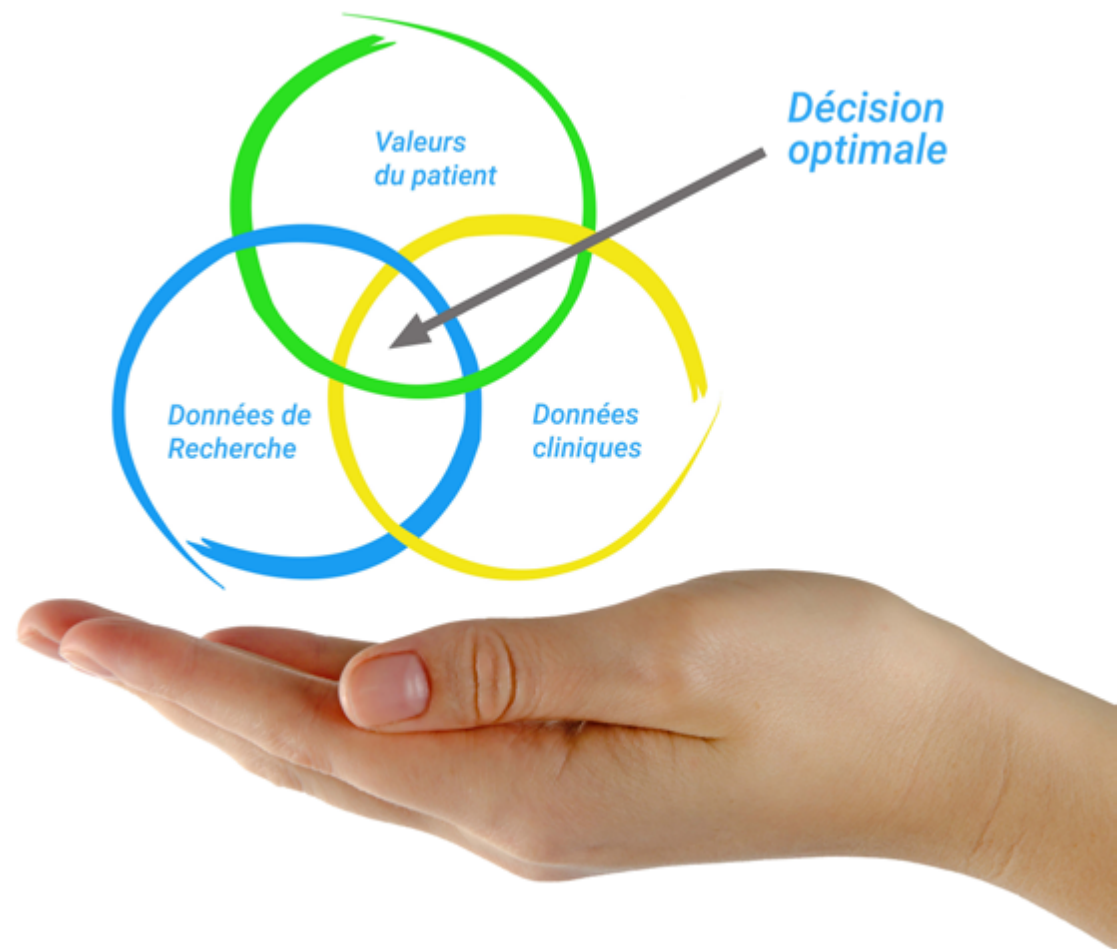 Valeurs
du patient
Décision
optimale
Données de
Recherche
Données
cliniques